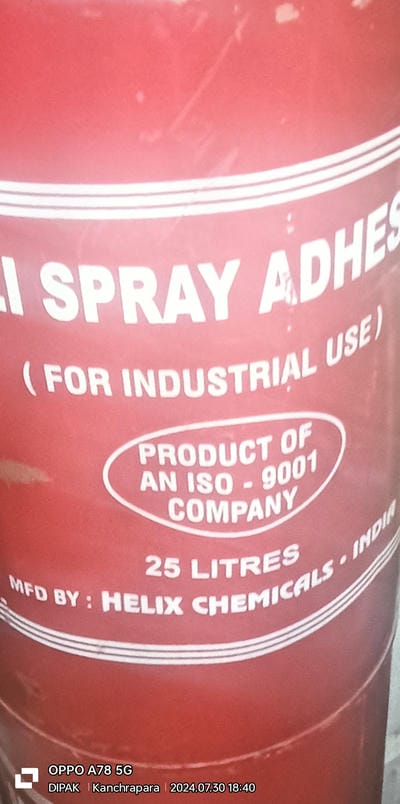 LI SPRAY ADHES
( FOR INDUSTRIAL USE )
PRODUCT OF
AN ISO - 9001
COMPANY
25 LITRES
MFD BY : HELIX CHEMICALS • INDIA
OPPO A78 5G
DIPAK | Kanchrapara | 2024.07.30 18:40